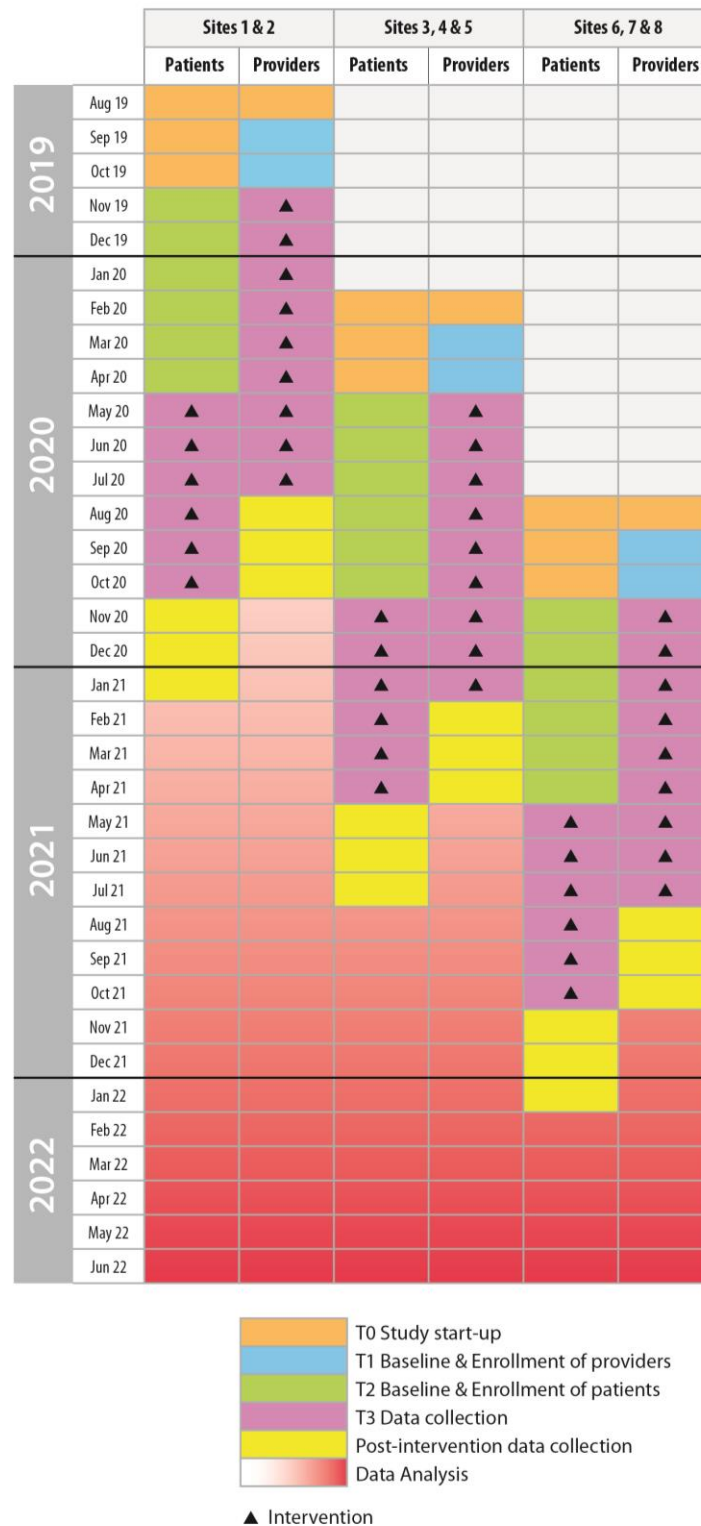 Sites 1 & 2 Sites 3, 4 & 5 Sites 6, 7 & 8
Patients Providers Patients Providers Patients Providers
2019
Aug 19
Sep 19
Oct 19
Nov 19 ▲
Dec 19 ▲
2020
Jan 20 ▲
Feb 20 ▲
Mar 20 ▲
Apr 20 ▲
May 20 ▲ ▲ ▲
Jun 20 ▲ ▲ ▲
Jul 20 ▲ ▲ ▲
Aug 20 ▲ ▲
Sep 20 ▲ ▲
Oct 20 ▲ ▲
Nov 20 ▲ ▲ ▲
Dec 20 ▲ ▲ ▲
2021
Jan 21 ▲ ▲ ▲
Feb 21 ▲ ▲
Mar 21 ▲ ▲
Apr 21 ▲ ▲
May 21 ▲ ▲
Jun 21 ▲ ▲
Jul 21 ▲ ▲
Aug 21 ▲
Sep 21 ▲
Oct 21 ▲
Nov 21
Dec 21
2022
Jan 22
Feb 22
Mar 22
Apr 22
May 22
Jun 22
T0 Study start-up
T1 Baseline & Enrollment of providers
T2 Baseline & Enrollment of patients
T3 Data collection
Post-intervention data collection
Data Analysis
▲ Intervention